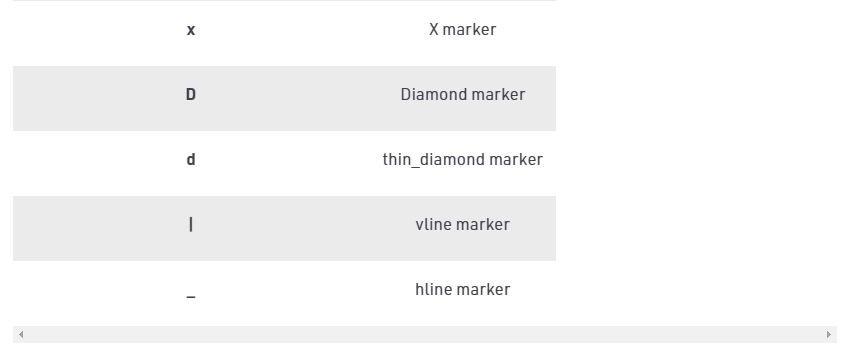 x X marker
D Diamond marker
d thin_diamond marker
| vline marker
_ hline marker